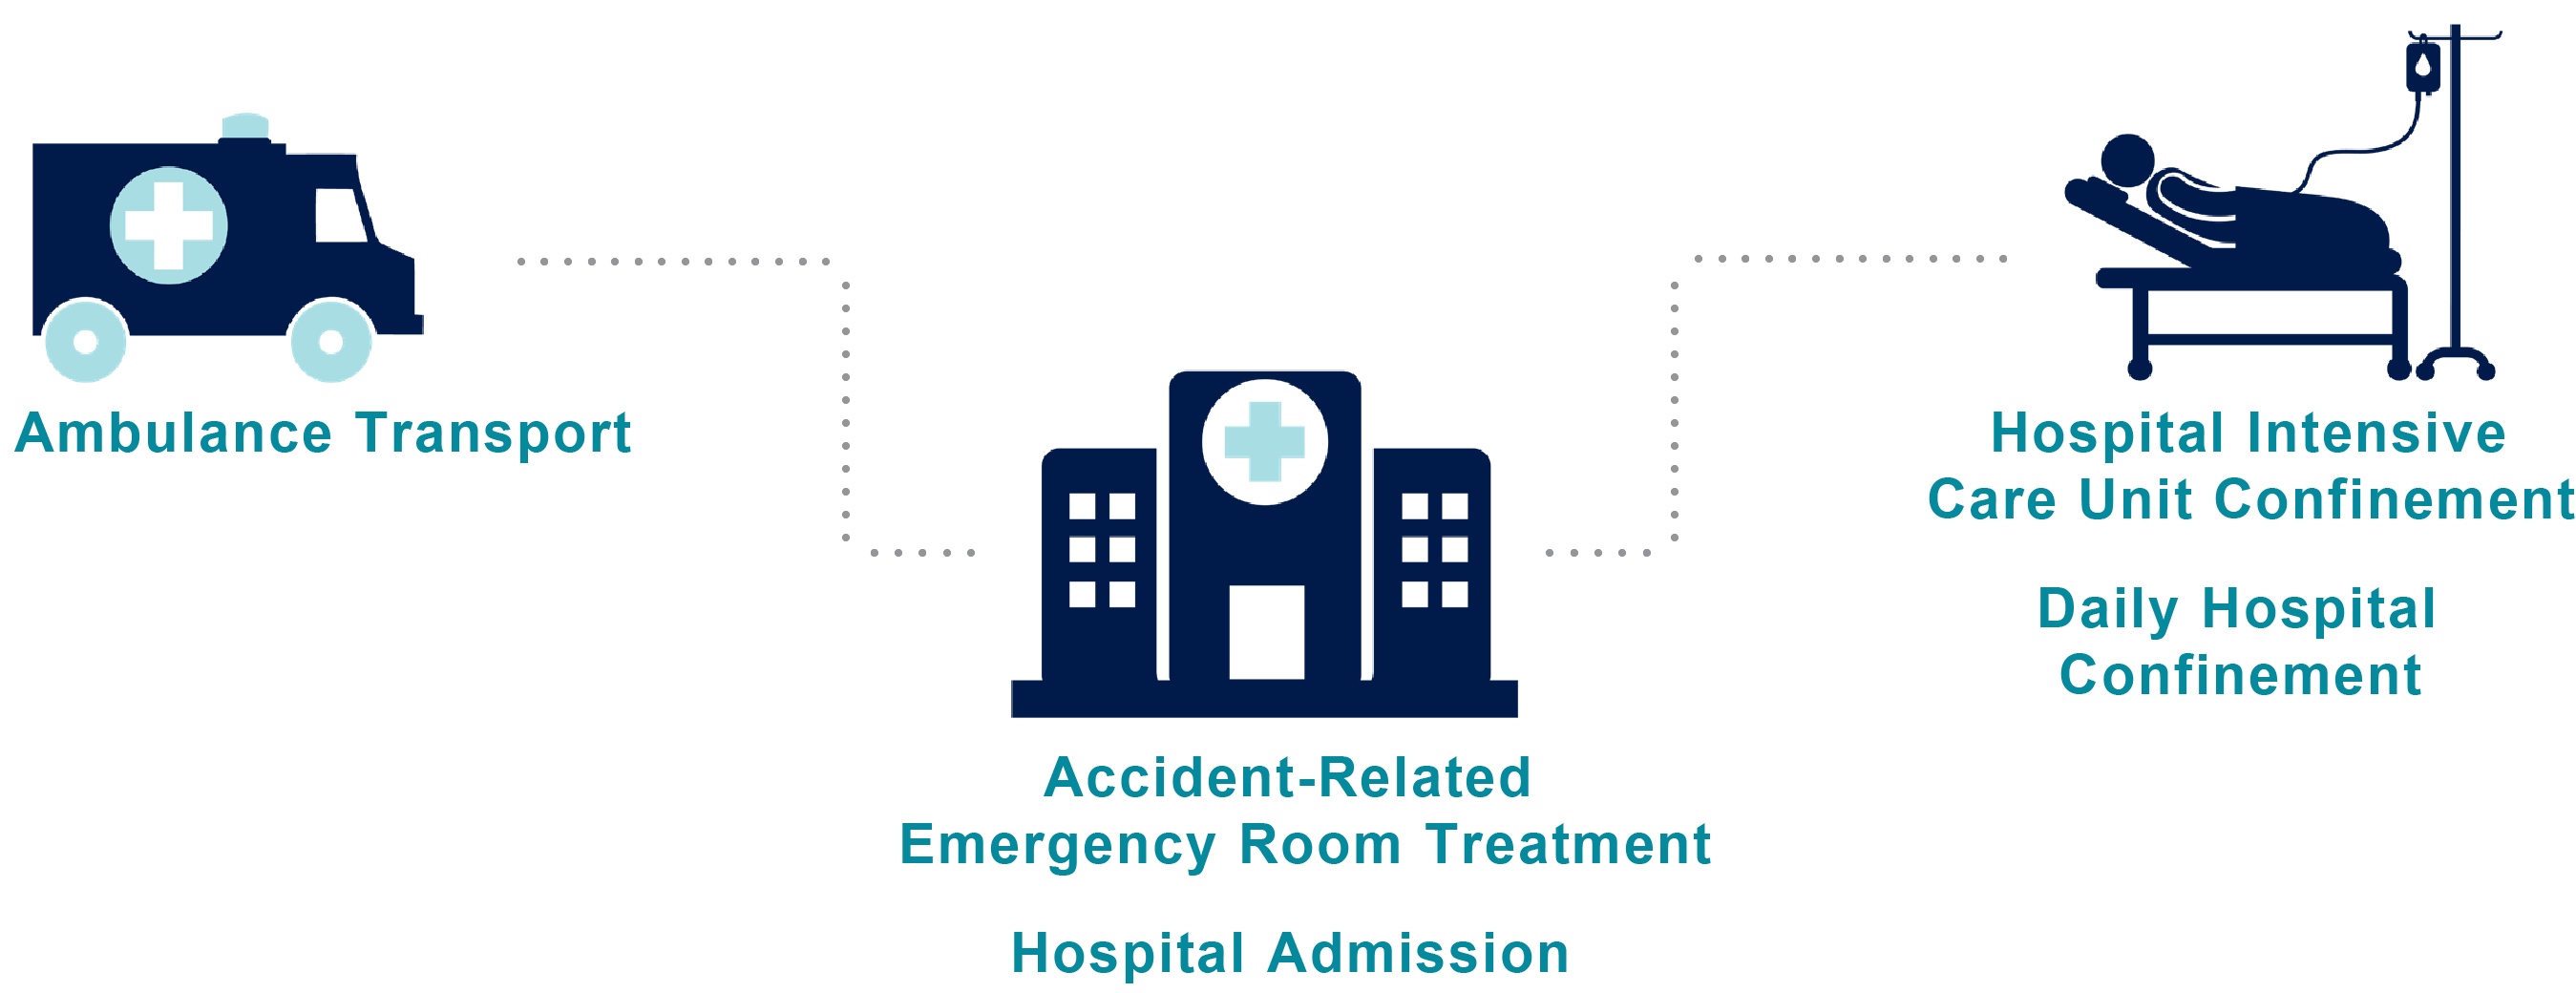 Ambulance Transport
Accident-Related
Emergency Room Treatment
Hospital Admission
Hospital Intensive
Care Unit Confinement
Daily Hospital
Confinement